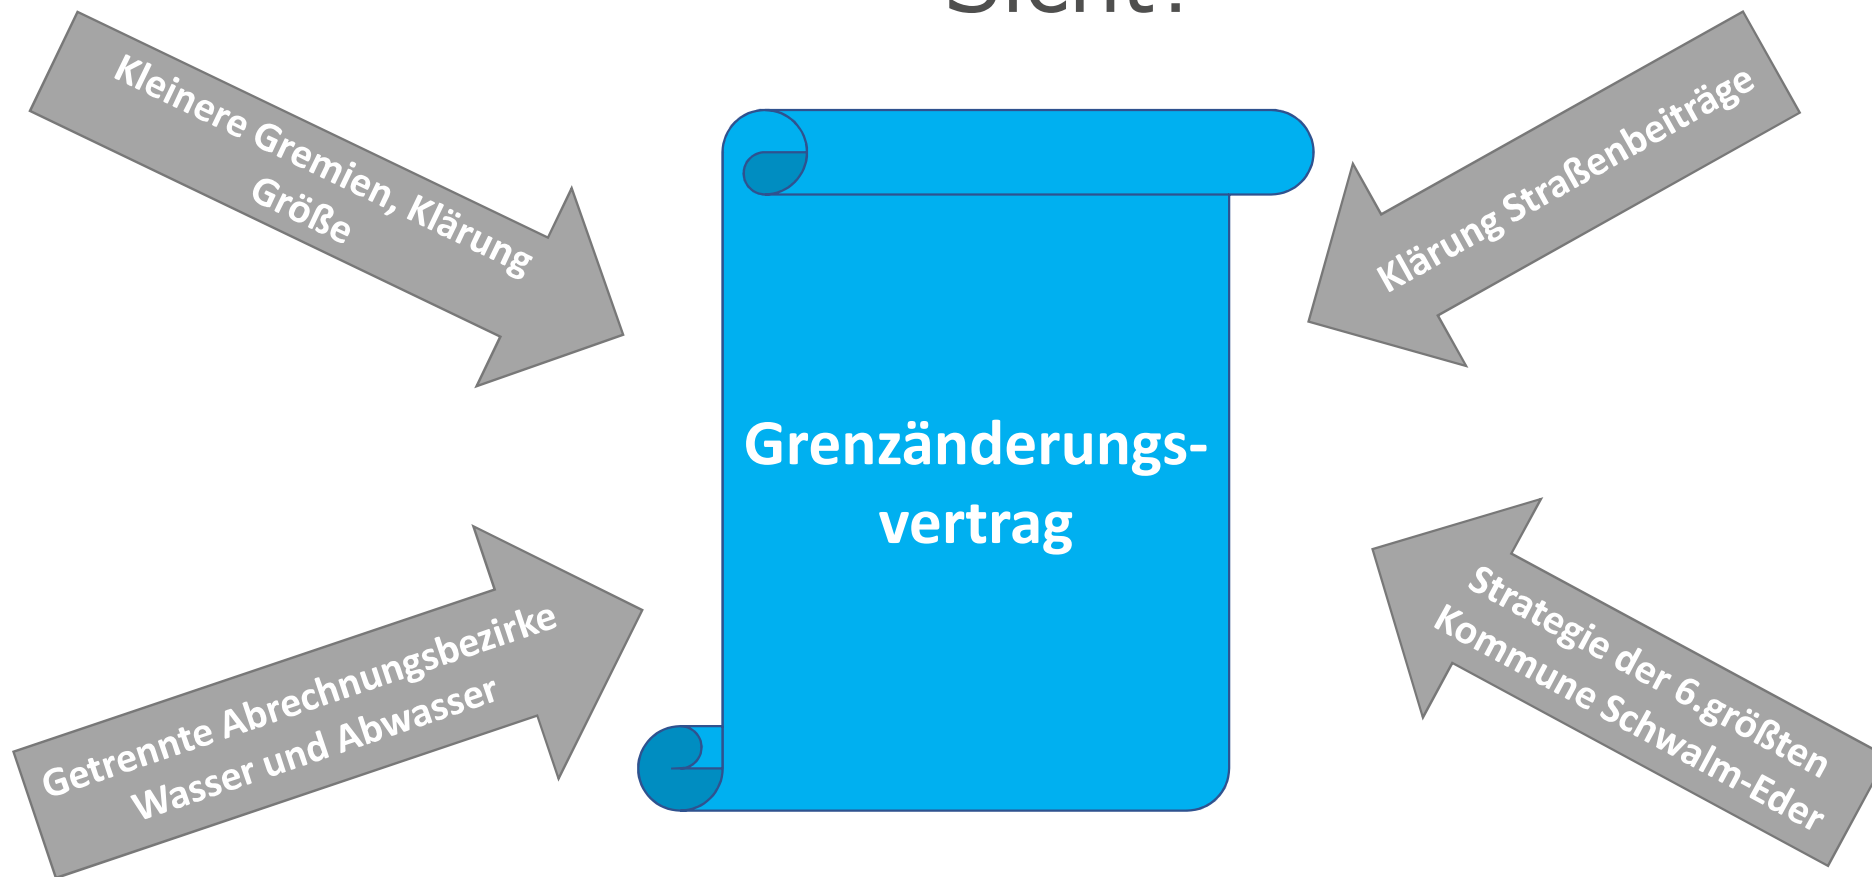 Sicht?
Kleinere Gremien, Klärung
Größe
Klärung Straßenbeiträge
Grenzänderungs-
vertrag
Getrennte Abrechnungsbezirke
Wasser und Abwasser
Strategie der 6.größten
Kommune Schwalm-Eder